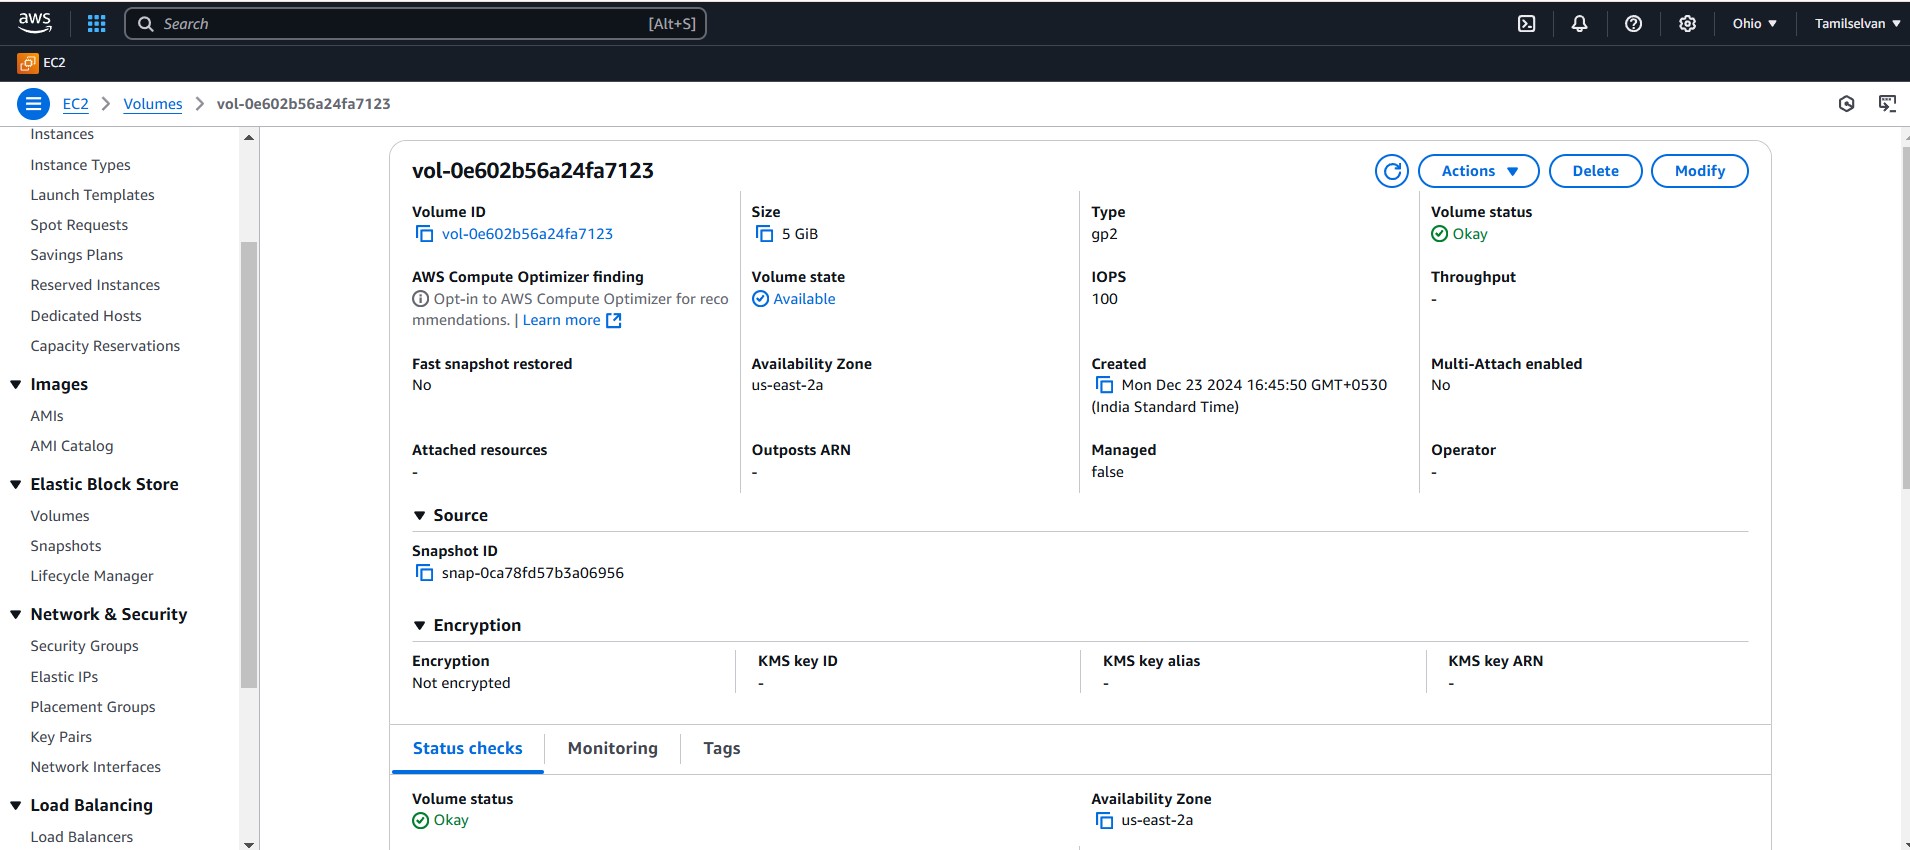 aws
Search [Alt+S]
Ohio
Tamilselvan
EC2
EC2 > Volumes > vol-0e602b56a24fa7123
Instances
Instance Types
Launch Templates
Spot Requests
Savings Plans
Reserved Instances
Dedicated Hosts
Capacity Reservations
Images
AMIs
AMI Catalog
Elastic Block Store
Volumes
Snapshots
Lifecycle Manager
Network & Security
Security Groups
Elastic IPs
Placement Groups
Key Pairs
Network Interfaces
Load Balancing
Load Balancers
vol-0e602b56a24fa7123
Actions
Delete
Modify
Volume ID
vol-0e602b56a24fa7123
Size
5 GiB
Type
gp2
Volume status
Okay
AWS Compute Optimizer finding
Opt-in to AWS Compute Optimizer for reco
mmendations. | Learn more
Volume state
Available
IOPS
100
Throughput
-
Fast snapshot restored
No
Availability Zone
us-east-2a
Created
Mon Dec 23 2024 16:45:50 GMT+0530
(India Standard Time)
Multi-Attach enabled
No
Attached resources
-
Outposts ARN
-
Managed
false
Operator
-
Source
Snapshot ID
snap-0ca78fd57b3a06956
Encryption
Encryption
Not encrypted
KMS key ID
-
KMS key alias
-
KMS key ARN
-
Status checks
Monitoring
Tags
Volume status
Okay
Availability Zone
us-east-2a